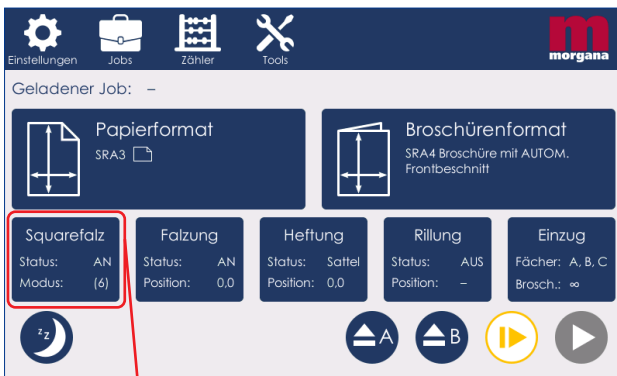 Einstellungen Jobs Zähler Tools
morgana
Geladener Job: –
Papierformat
SRA3
Broschürenformat
SRA4 Broschüre mit AUTOM.
Frontbeschnitt
Squarefalz
Status: AN
Modus: (6)
Falzung
Status: AN
Position: 0,0
Heftung
Status: Sattel
Position: 0,0
Rillung
Status: AUS
Position: –
Einzug
Fächer: A, B, C
Brosch.: ∞
z z
A
B